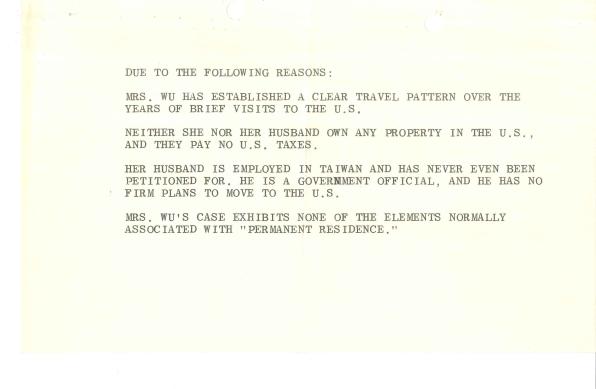 DUE TO THE FOLLOWING REASONS:
MRS. WU HAS ESTABLISHED A CLEAR TRAVEL PATTERN OVER THE
YEARS OF BRIEF VISITS TO THE U.S.
NEITHER SHE NOR HER HUSBAND OWN ANY PROPERTY IN THE U.S.,
AND THEY PAY NO U.S. TAXES.
HER HUSBAND IS EMPLOYED IN TAIWAN AND HAS NEVER EVEN BEEN
PETITIONED FOR. HE IS A GOVERNMENT OFFICIAL, AND HE HAS NO
FIRM PLANS TO MOVE TO THE U.S.
MRS. WU'S CASE EXHIBITS NONE OF THE ELEMENTS NORMALLY
ASSOCIATED WITH "PERMANENT RESIDENCE."